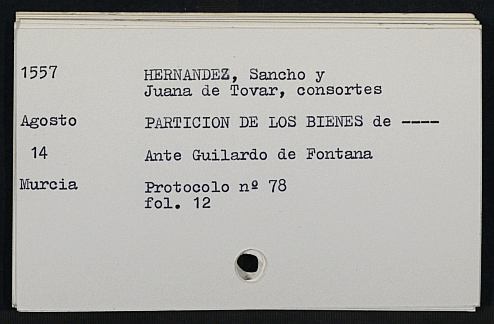 1557 HERNANDEZ, Sancho y
Juana de Tovar, consortes
Agosto PARTICION DE LOS BIENES de ----
14 Ante Guilardo de Fontana
Murcia Protocolo nº 78
fol. 12